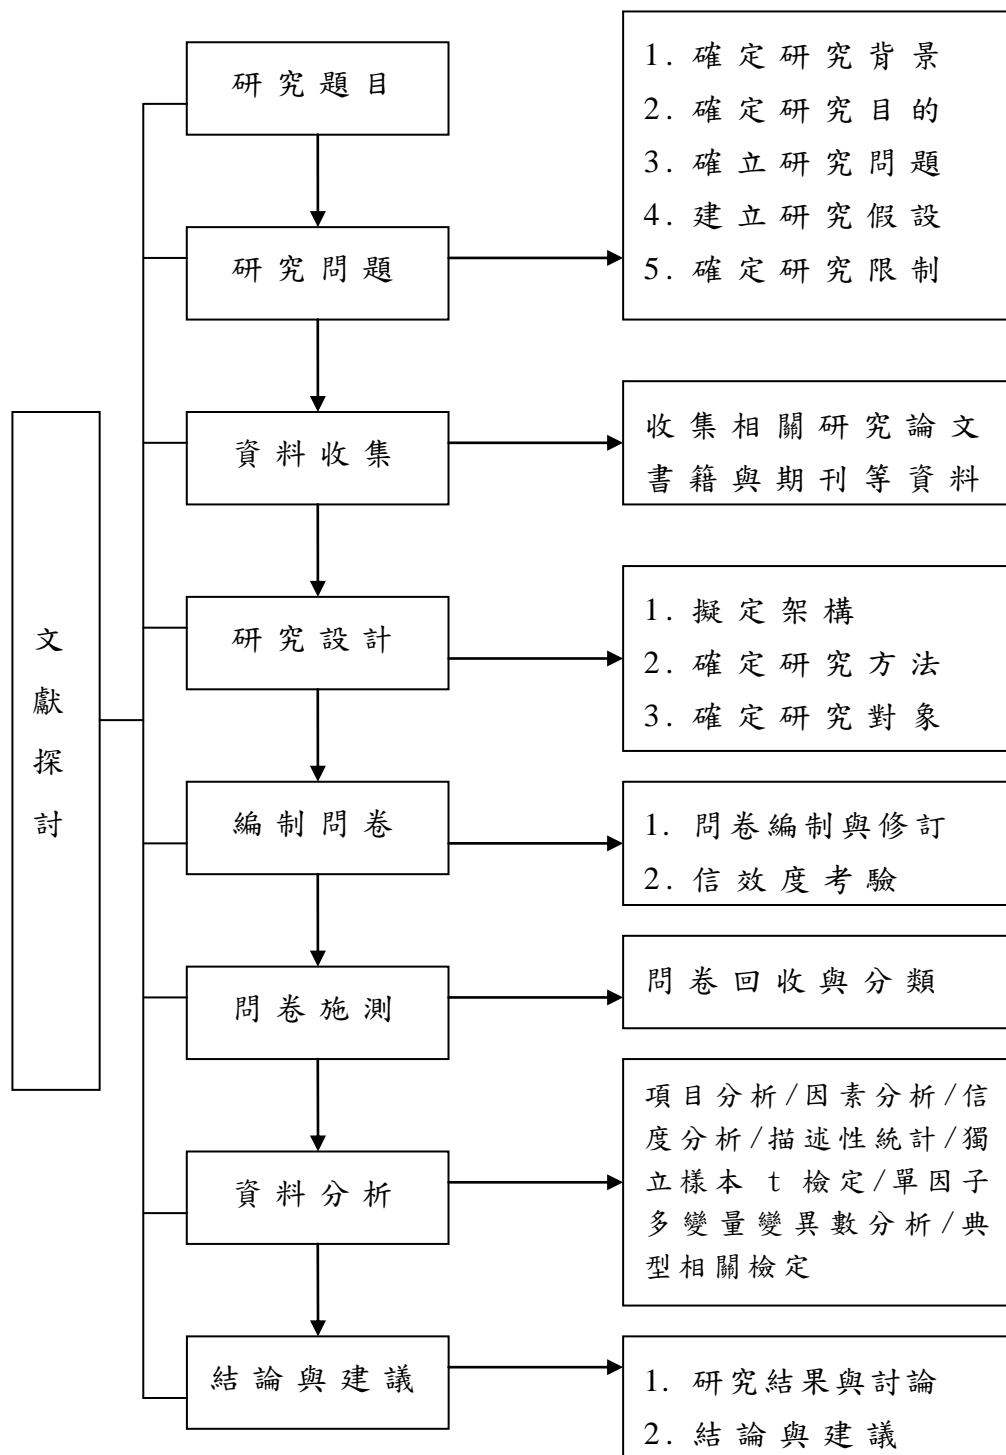 研究題目
1. 確定研究背景
2. 確定研究目的
3. 確立研究問題
4. 建立研究假設
5. 確定研究限制
研究問題
資料收集
收集相關研究論文
書籍與期刊等資料
文
獻
探
討
研究設計
1. 擬定架構
2. 確定研究方法
3. 確定研究對象
編制問卷
1. 問卷編制與修訂
2. 信效度考驗
問卷施測
問卷回收與分類
資料分析
項目分析/因素分析/信
度分析/描述性統計/獨
立樣本 t 檢定/單因子
多變量變異數分析/典
型相關檢定
結論與建議
1. 研究結果與討論
2. 結論與建議